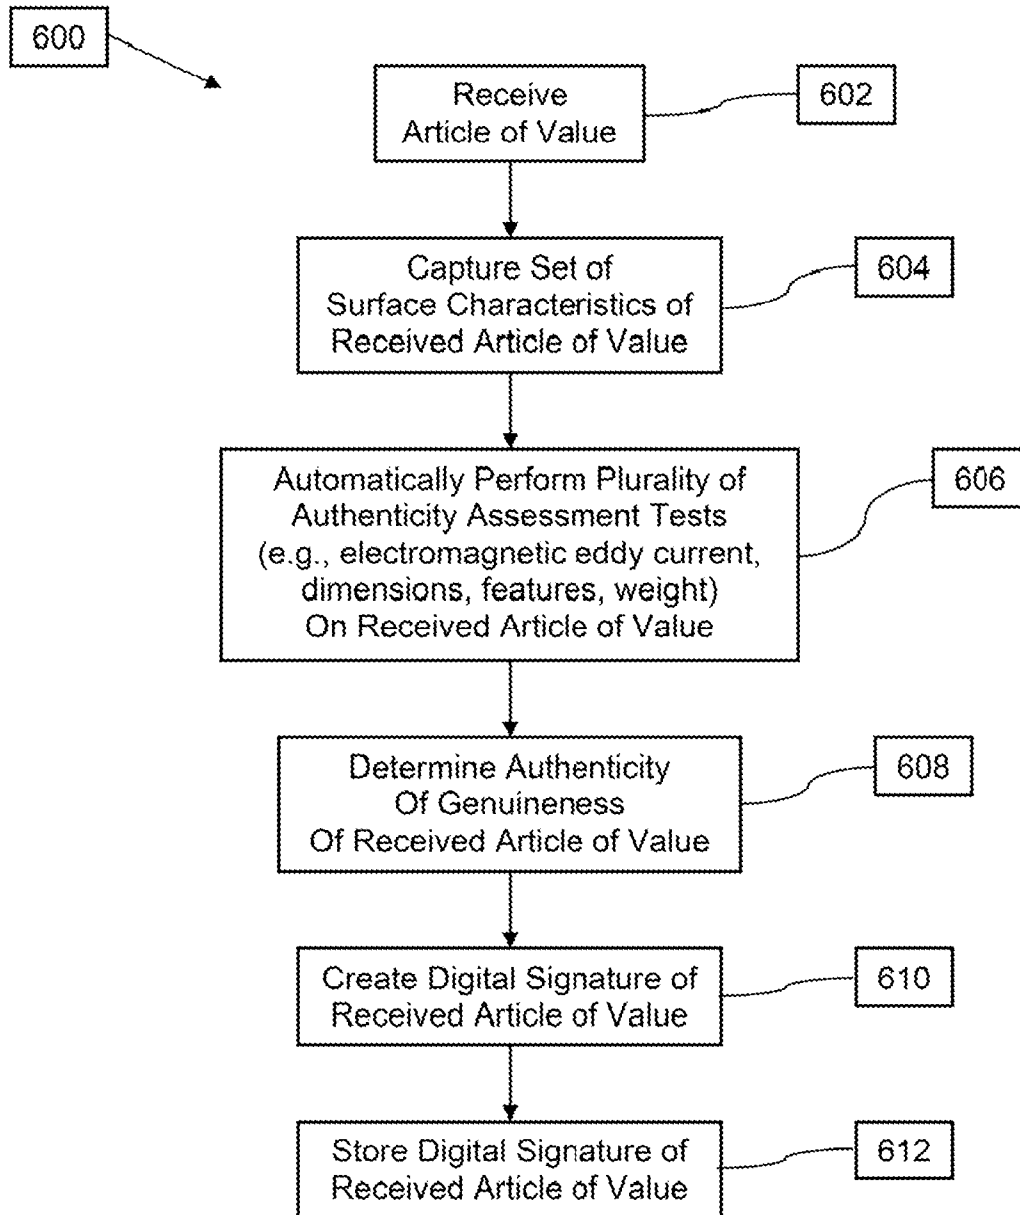 600
Receive
Article of Value
602
Capture Set of
Surface Characteristics of
Received Article of Value
604
Automatically Perform Plurality of
Authenticity Assessment Tests
(e.g., electromagnetic eddy current,
dimensions, features, weight)
On Received Article of Value
606
Determine Authenticity
Of Genuineness
Of Received Article of Value
608
Create Digital Signature of
Received Article of Value
610
Store Digital Signature of
Received Article of Value
612